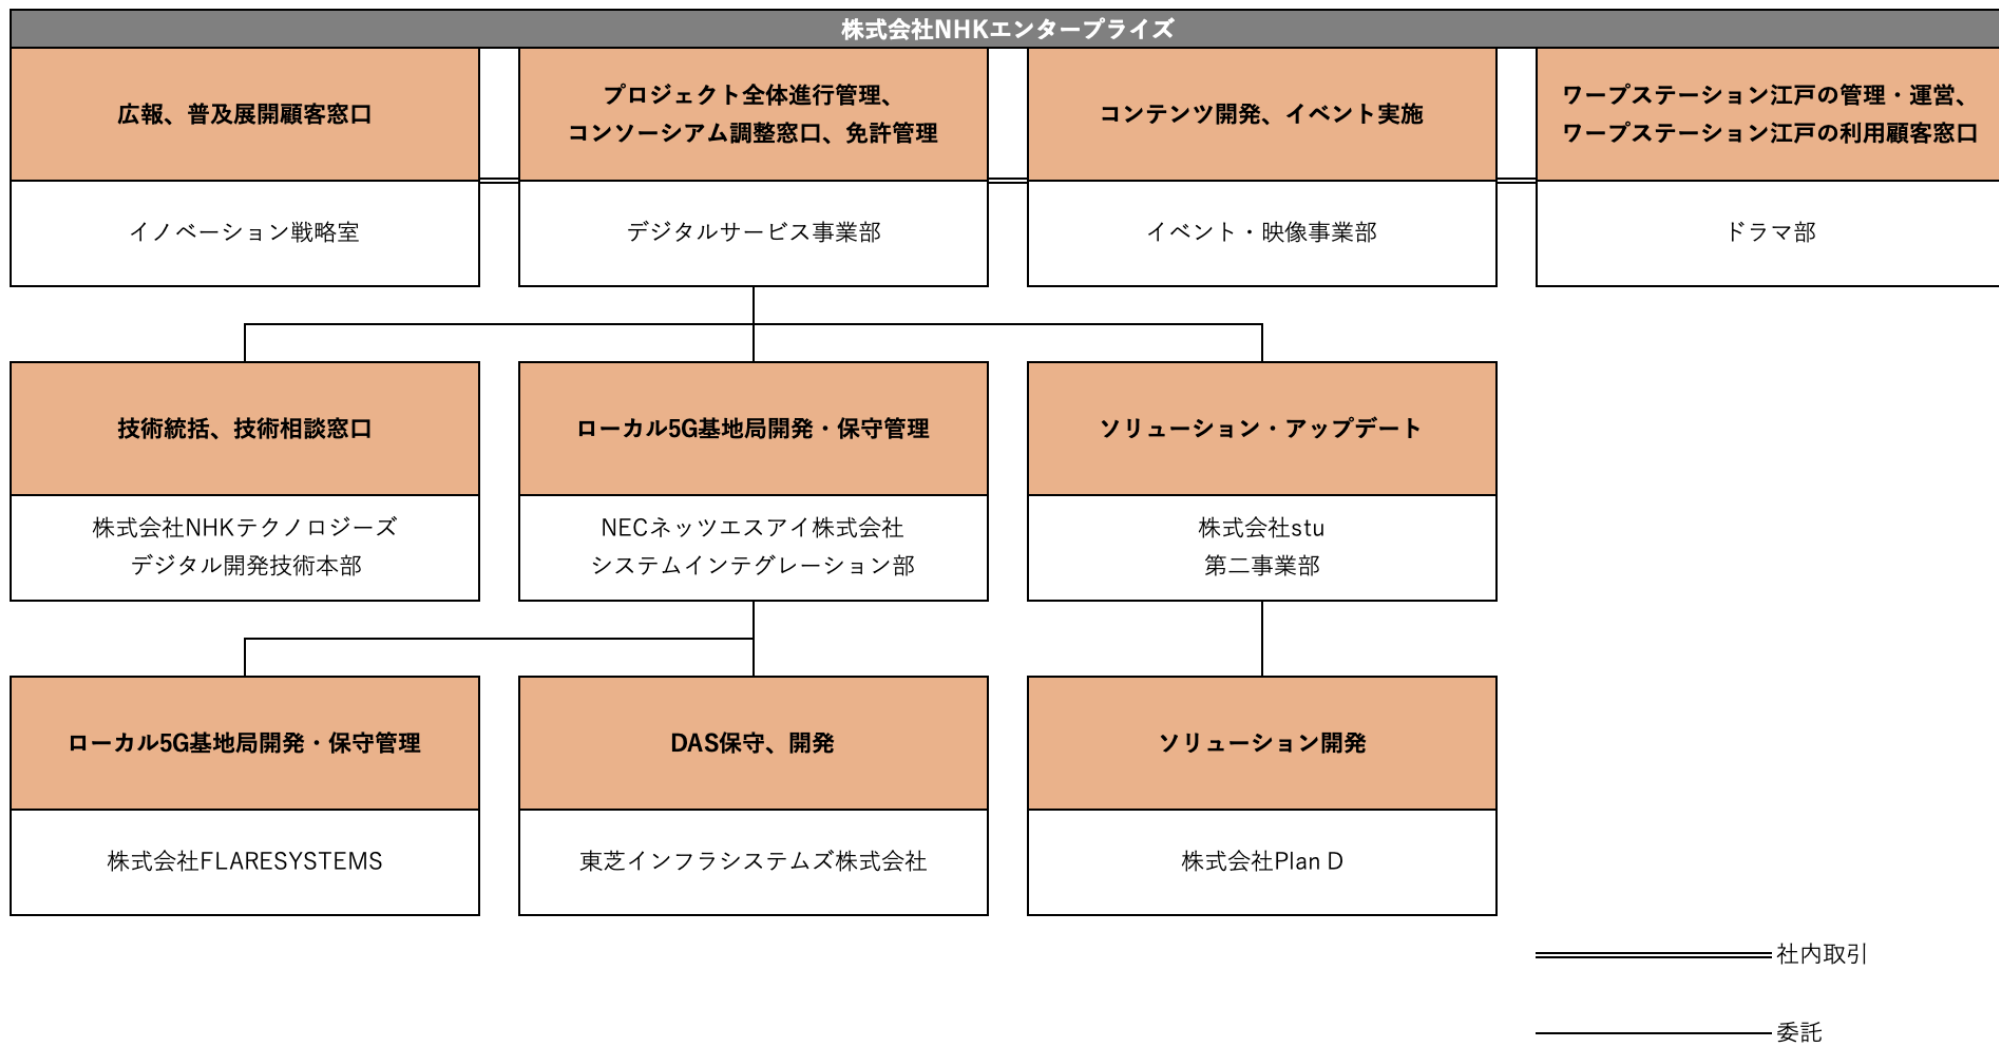 株式会社NHKエンタープライズ
広報、普及展開顧客窓口
イノベーション戦略室
プロジェクト全体進行管理、
コンソーシアム調整窓口、免許管理
デジタルサービス事業部
コンテンツ開発、イベント実施
イベント・映像事業部
ワープステーション江戸の管理・運営、
ワープステーション江戸の利用顧客窓口
ドラマ部
技術統括、技術相談窓口
株式会社NHKテクノロジーズ
デジタル開発技術本部
ローカル5G基地局開発・保守管理
NECネッツエスアイ株式会社
システムインテグレーション部
ソリューション・アップデート
株式会社stu
第二事業部
ローカル5G基地局開発・保守管理
株式会社FLARESYSTEMS
DAS保守、開発
東芝インフラシステムズ株式会社
ソリューション開発
株式会社Plan D
社内取引
委託